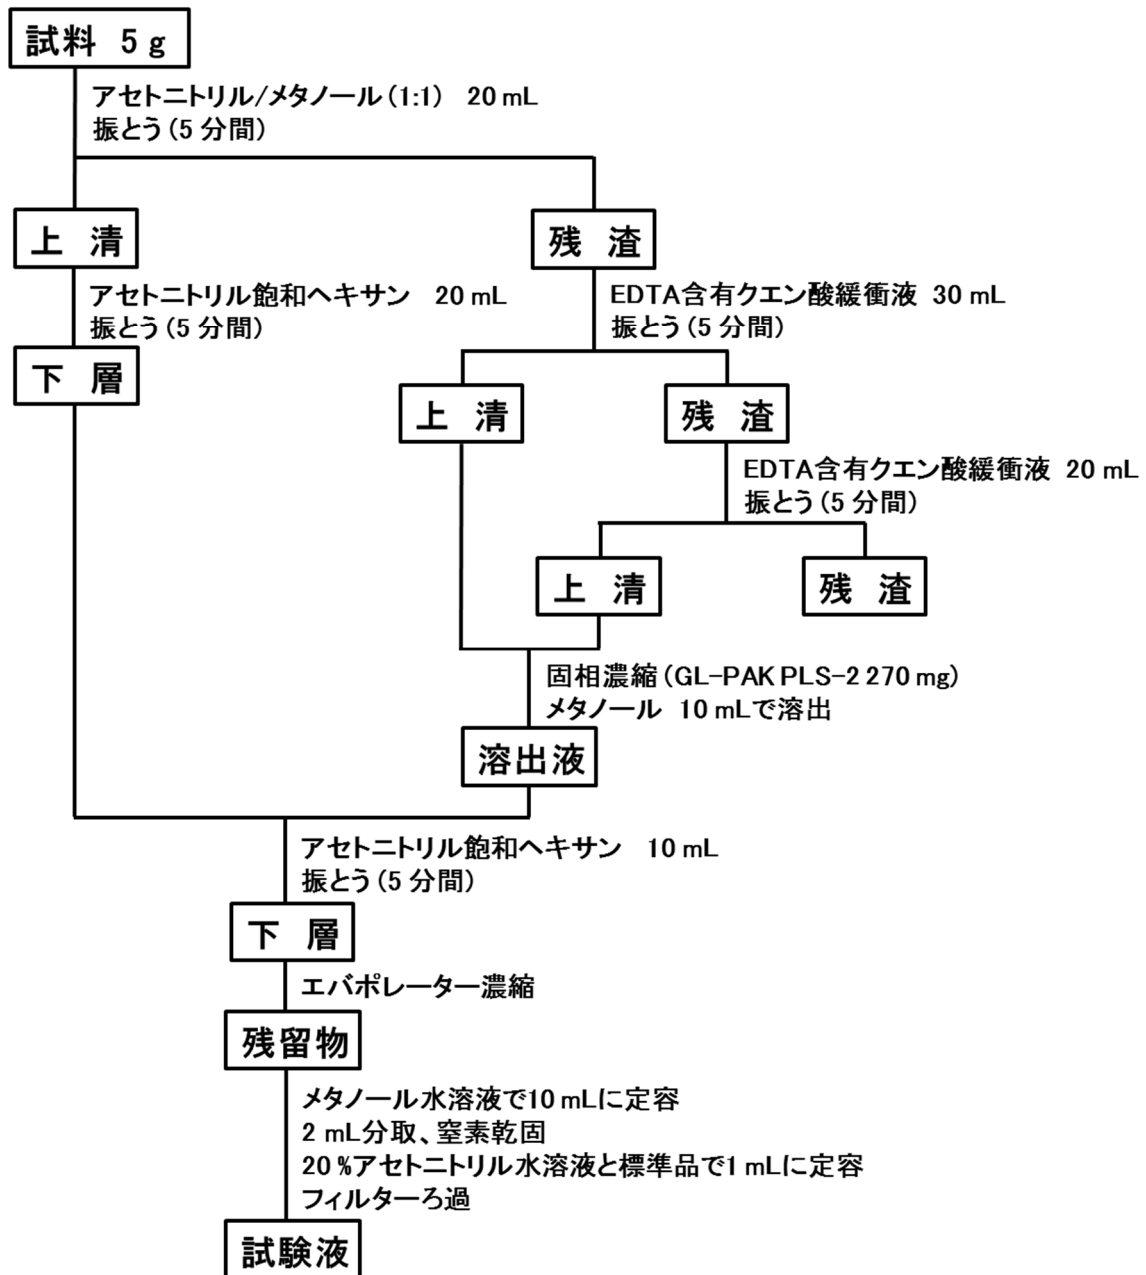 試料 5 g
アセトニトリル/メタノール(1:1) 20 mL
振とう(5 分間)
上 清
残 渣
アセトニトリル飽和ヘキサン 20 mL
振とう(5 分間)
EDTA含有クエン酸緩衝液 30 mL
振とう(5 分間)
下 層
上 清
残 渣
EDTA含有クエン酸緩衝液 20 mL
振とう(5 分間)
上 清
残 渣
固相濃縮(GL-PAK PLS-2 270 mg)
メタノール 10 mLで溶出
溶出液
アセトニトリル飽和ヘキサン 10 mL
振とう(5 分間)
下 層
エバポレーター濃縮
残留物
メタノール水溶液で10 mLに定容
2 mL分取、窒素乾固
20 %アセトニトリル水溶液と標準品で1 mLに定容
フィルターろ過
試験液